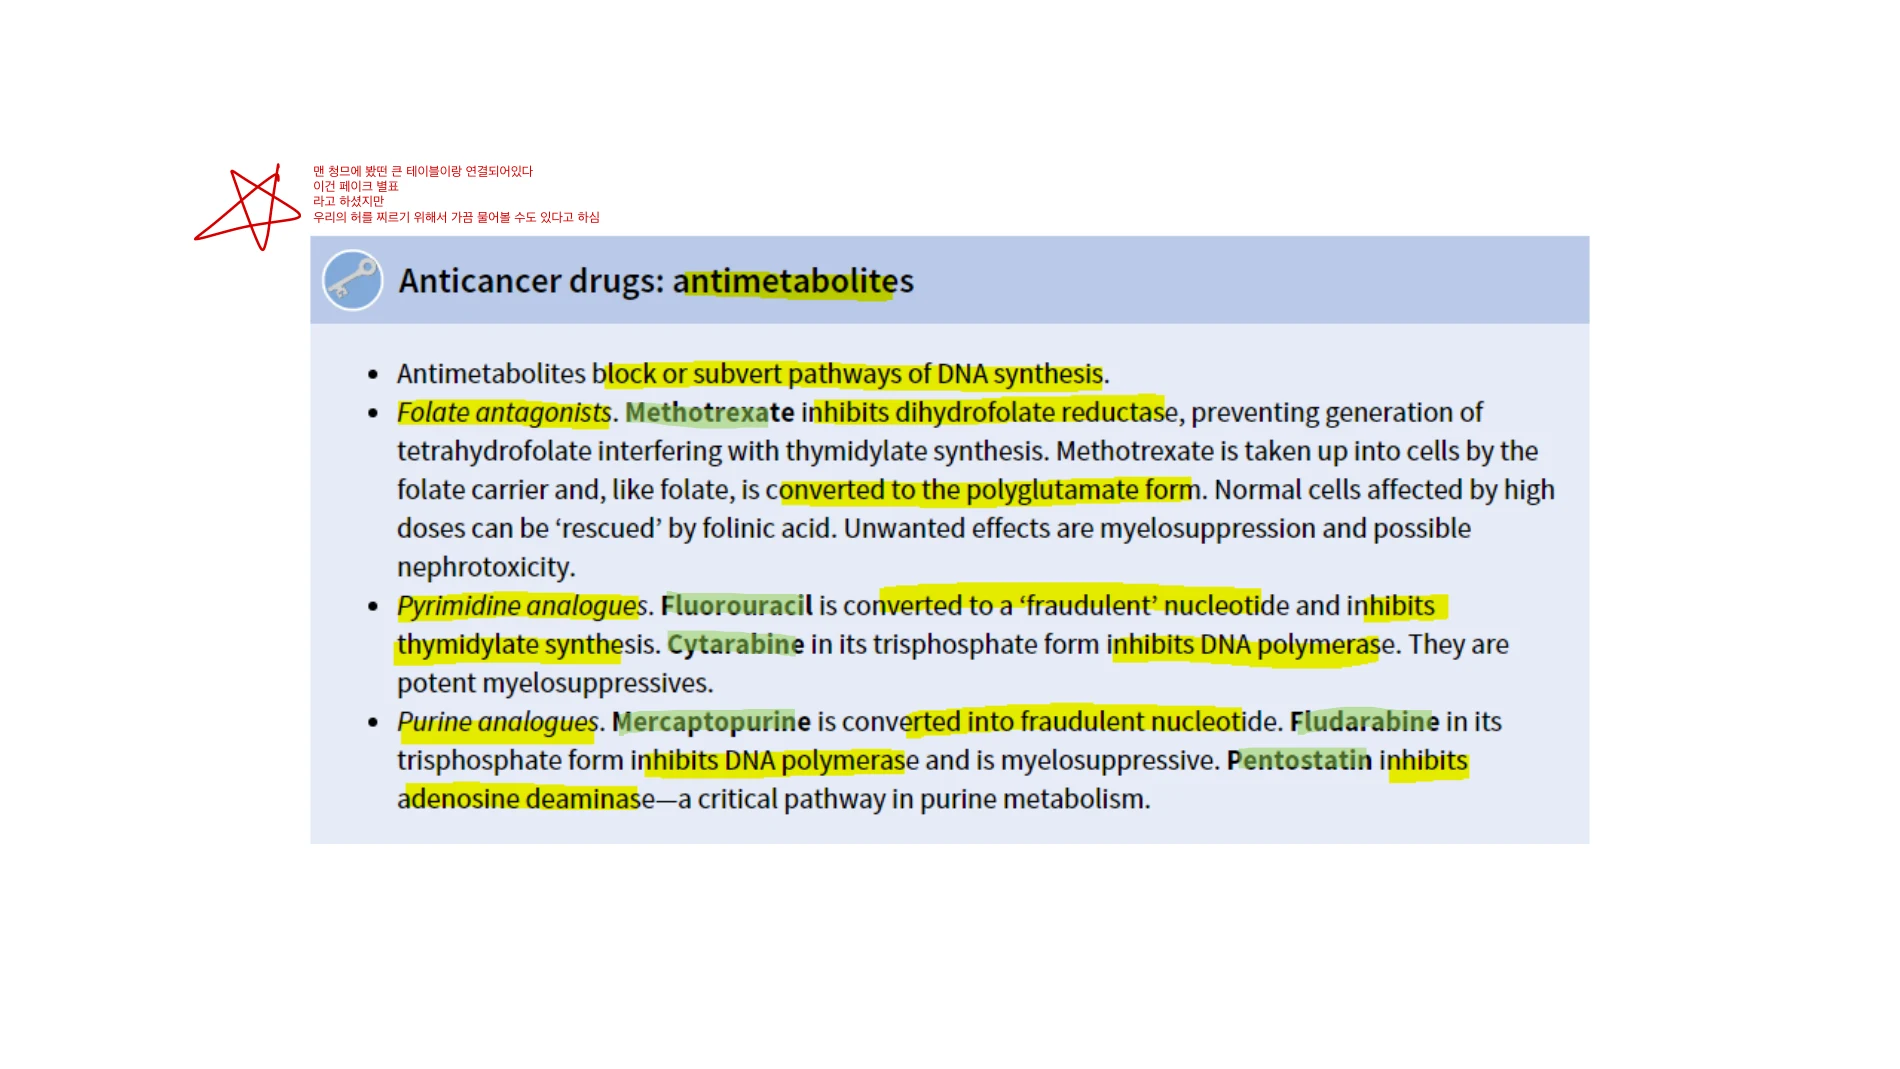 맨 청므에 봤떤 큰 테이블이랑 연결되어있다
이건 페이크 별표
라고 하셨지만
우리의 허를 찌르기 위해서 가끔 물어볼 수도 있다고 하심
Anticancer drugs: antimetabolites
• Antimetabolites block or subvert pathways of DNA synthesis.
• Folate antagonists. Methotrexate inhibits dihydrofolate reductase, preventing generation of
tetrahydrofolate interfering with thymidylate synthesis. Methotrexate is taken up into cells by the
folate carrier and, like folate, is converted to the polyglutamate form. Normal cells affected by high
doses can be ‘rescued’ by folinic acid. Unwanted effects are myelosuppression and possible
nephrotoxicity.
• Pyrimidine analogues. Fluorouracil is converted to a ‘fraudulent’ nucleotide and inhibits
thymidylate synthesis. Cytarabine in its trisphosphate form inhibits DNA polymerase. They are
potent myelosuppressives.
• Purine analogues. Mercaptopurine is converted into fraudulent nucleotide. Fludarabine in its
trisphosphate form inhibits DNA polymerase and is myelosuppressive. Pentostatin inhibits
adenosine deaminase—a critical pathway in purine metabolism.